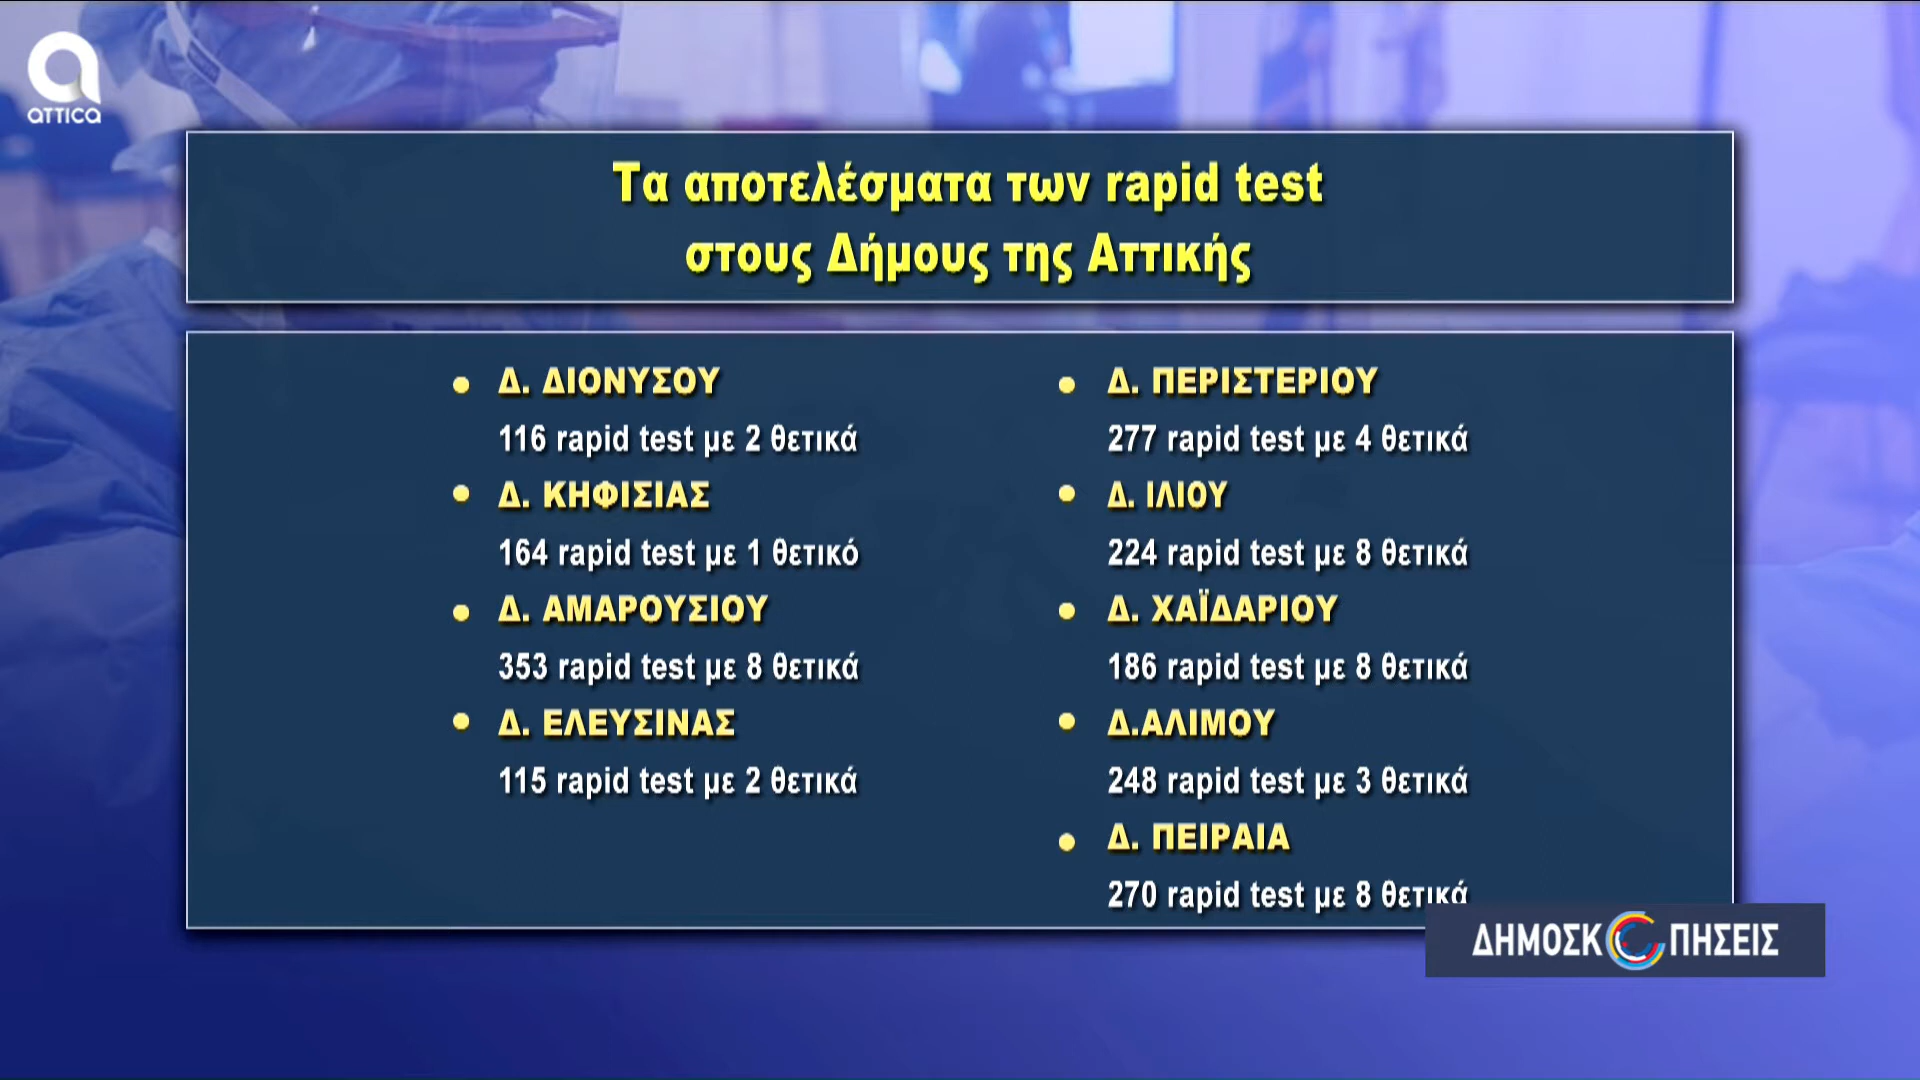 αττιca
Τα αποτελέσματα των rapid test
στους Δήμους της Αττικής
Δ. ΔΙΟΝΥΣΟΥ
116 rapid test με 2 θετικά
Δ. ΚΗΦΙΣΙΑΣ
164 rapid test με 1 θετικό
Δ. ΑΜΑΡΟΥΣΙΟΥ
353 rapid test με 8 θετικά
Δ. ΕΛΕΥΣΙΝΑΣ
115 rapid test με 2 θετικά
Δ. ΠΕΡΙΣΤΕΡΙΟΥ
277 rapid test με 4 θετικά
Δ. ΙΛΙΟΥ
224 rapid test με 8 θετικά
Δ. ΧΑΪΔΑΡΙΟΥ
186 rapid test με 8 θετικά
Δ.ΑΛΙΜΟΥ
248 rapid test με 3 θετικά
Δ. ΠΕΙΡΑΙΑ
270 rapid test με 8 θετικά
ΔΗΜΟΣΚΟΠΗΣΕΙΣ